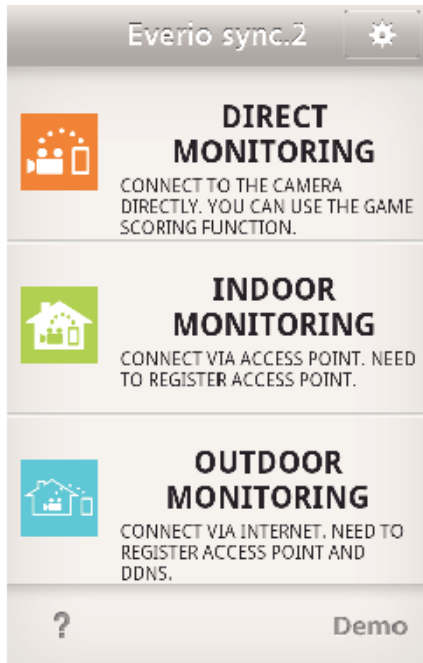 Everio sync.2
DIRECT
MONITORING
CONNECT TO THE CAMERA
DIRECTLY. YOU CAN USE THE GAME
SCORING FUNCTION.
INDOOR
MONITORING
CONNECT VIA ACCESS POINT. NEED
TO REGISTER ACCESS POINT.
OUTDOOR
MONITORING
CONNECT VIA INTERNET. NEED TO
REGISTER ACCESS POINT AND
DDNS.
? Demo